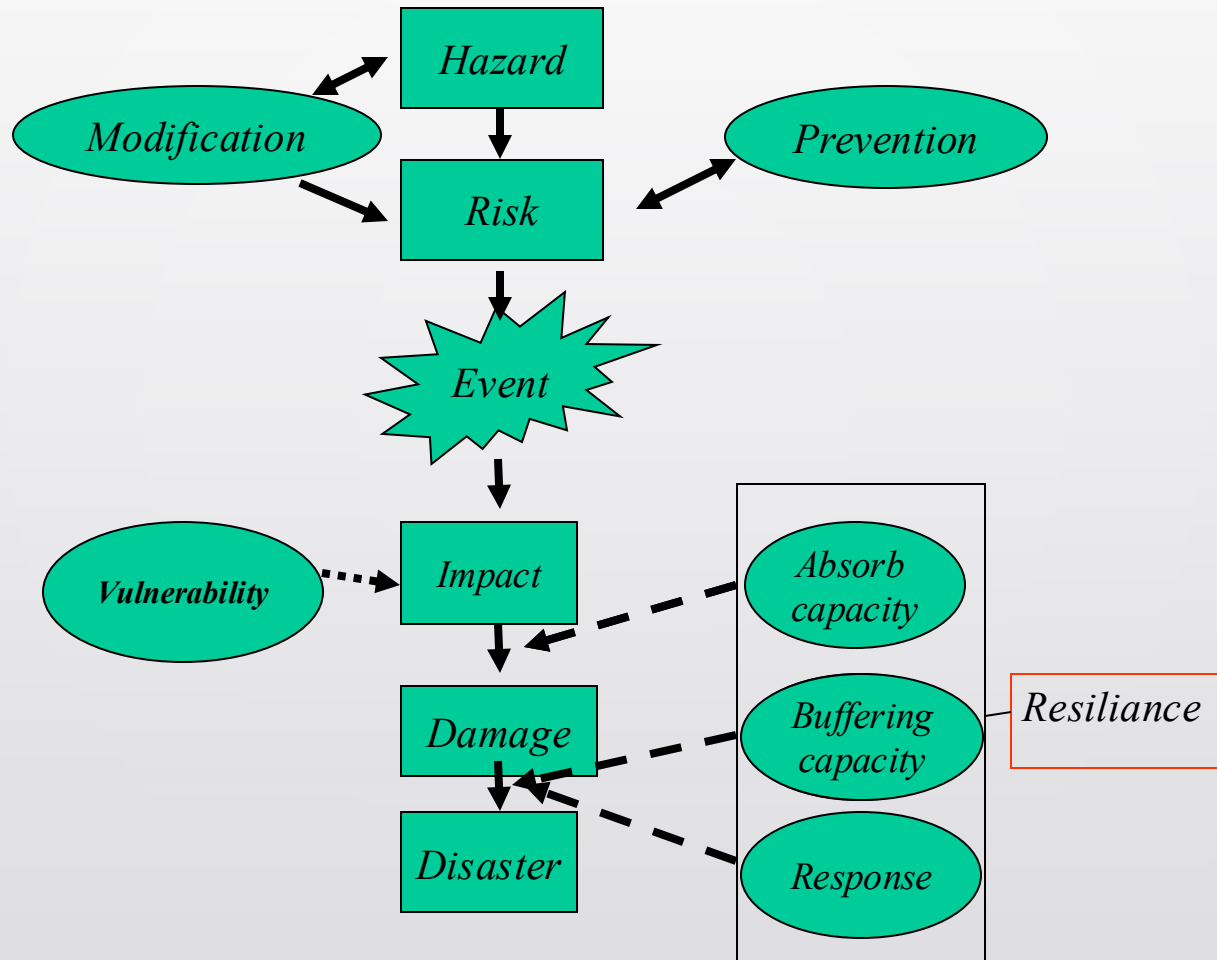 Hazard
Modification
Prevention
Risk
Event
Vulnerability
Impact
Absorb
capacity
Damage
Buffering
capacity
Resiliance
Disaster
Response